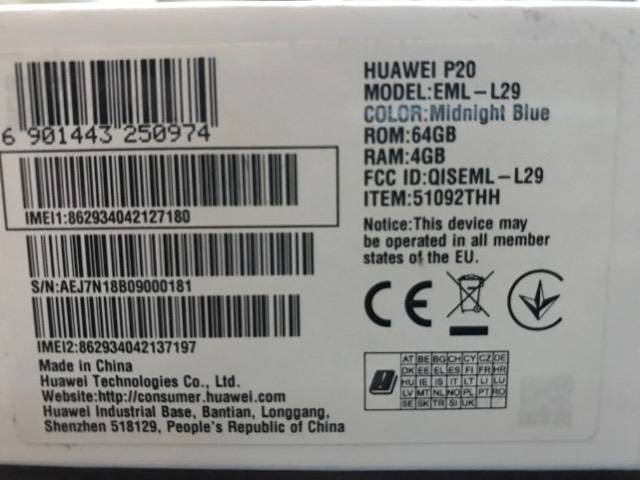 6 901443 250974
IMEI1:862934042127180
S/N:AEJ7N18B09000181
IMEI2:862934042137197
Made in China
Huawei Technologies Co., Ltd.
Website:http://consumer.huawei.com
Huawei Industrial Base, Bantian, Longgang,
Shenzhen 518129, People's Republic of China
HUAWEI P20
MODEL:EML-L29
COLOR:Midnight Blue
ROM:64GB
RAM:4GB
FCC ID:QISEML-L29
ITEM:51092THH
Notice:This device may
be operated in all member
states of the EU.
CE
AT BE BG CH CY CZ DE
DK EE EL ES FI FR HR
HU IE IS IT LT LI LU
LV MT NL NO PL PT RO
SE SK TR SI UK